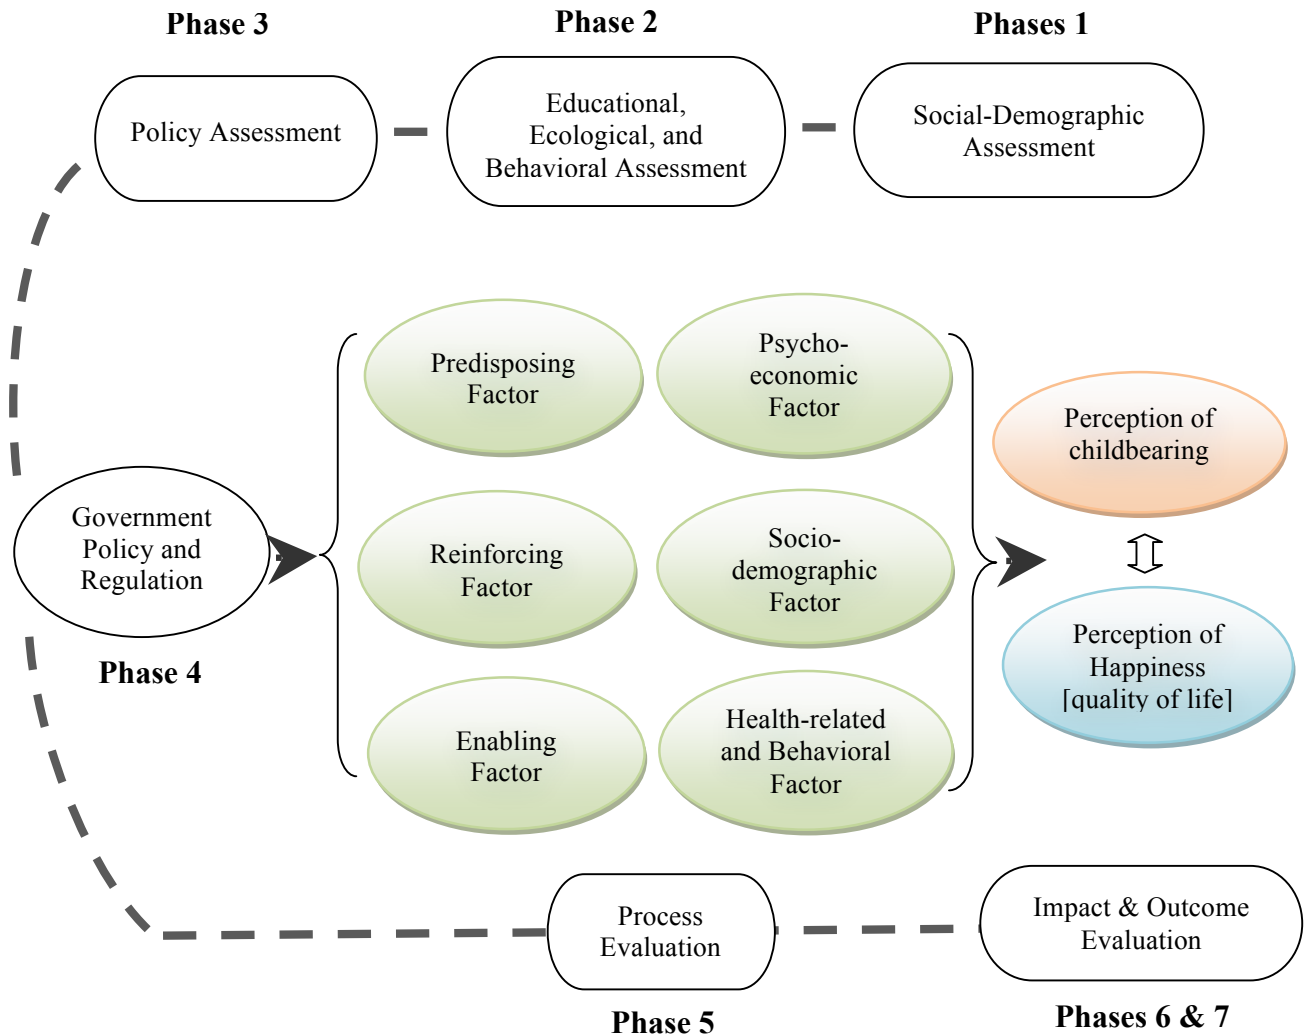 Phase 3
Phase 2
Phases 1
Policy Assessment
Educational,
Ecological, and
Behavioral Assessment
Social-Demographic
Assessment
Predisposing
Factor
Psycho-
economic
Factor
Perception of
childbearing
Government
Policy and
Regulation
Reinforcing
Factor
Socio-
demographic
Factor
Perception of
Happiness
[quality of life]
Phase 4
Enabling
Factor
Health-related
and Behavioral
Factor
Process
Evaluation
Impact & Outcome
Evaluation
Phase 5
Phases 6 & 7